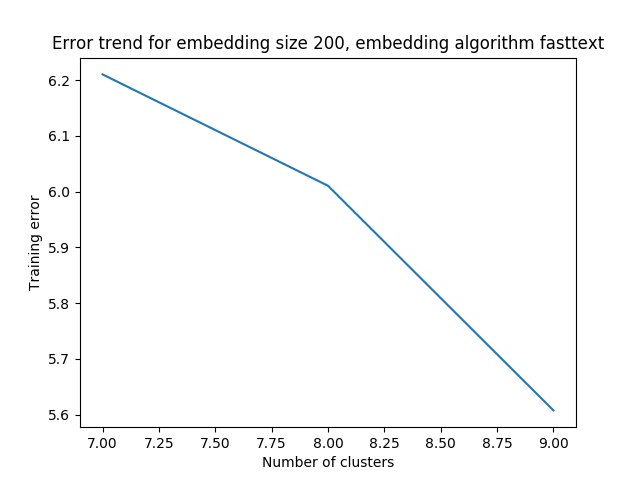 Error trend for embedding size 200, embedding algorithm fasttext
6.2
6.1
6.0
5.9
5.8
5.7
5.6
Training error
7.00 7.25 7.50 7.75 8.00 8.25 8.50 8.75 9.00
Number of clusters